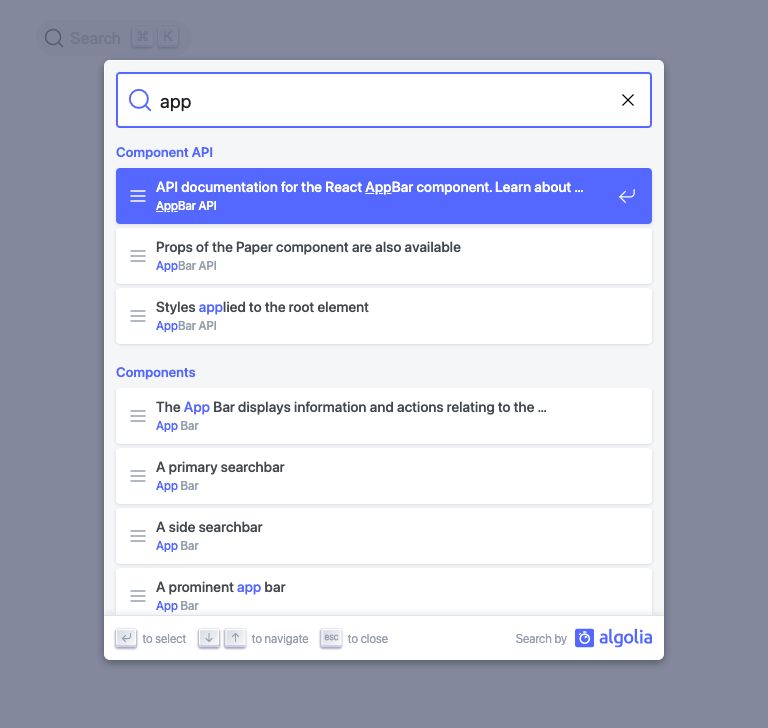 Search ⌘ K
app
Component API
API documentation for the React AppBar component. Learn about …
AppBar API
Props of the Paper component are also available
AppBar API
Styles applied to the root element
AppBar API
Components
The App Bar displays information and actions relating to the …
App Bar
A primary searchbar
App Bar
A side searchbar
App Bar
A prominent app bar
App Bar
to select to navigate esc to close Search by algolia